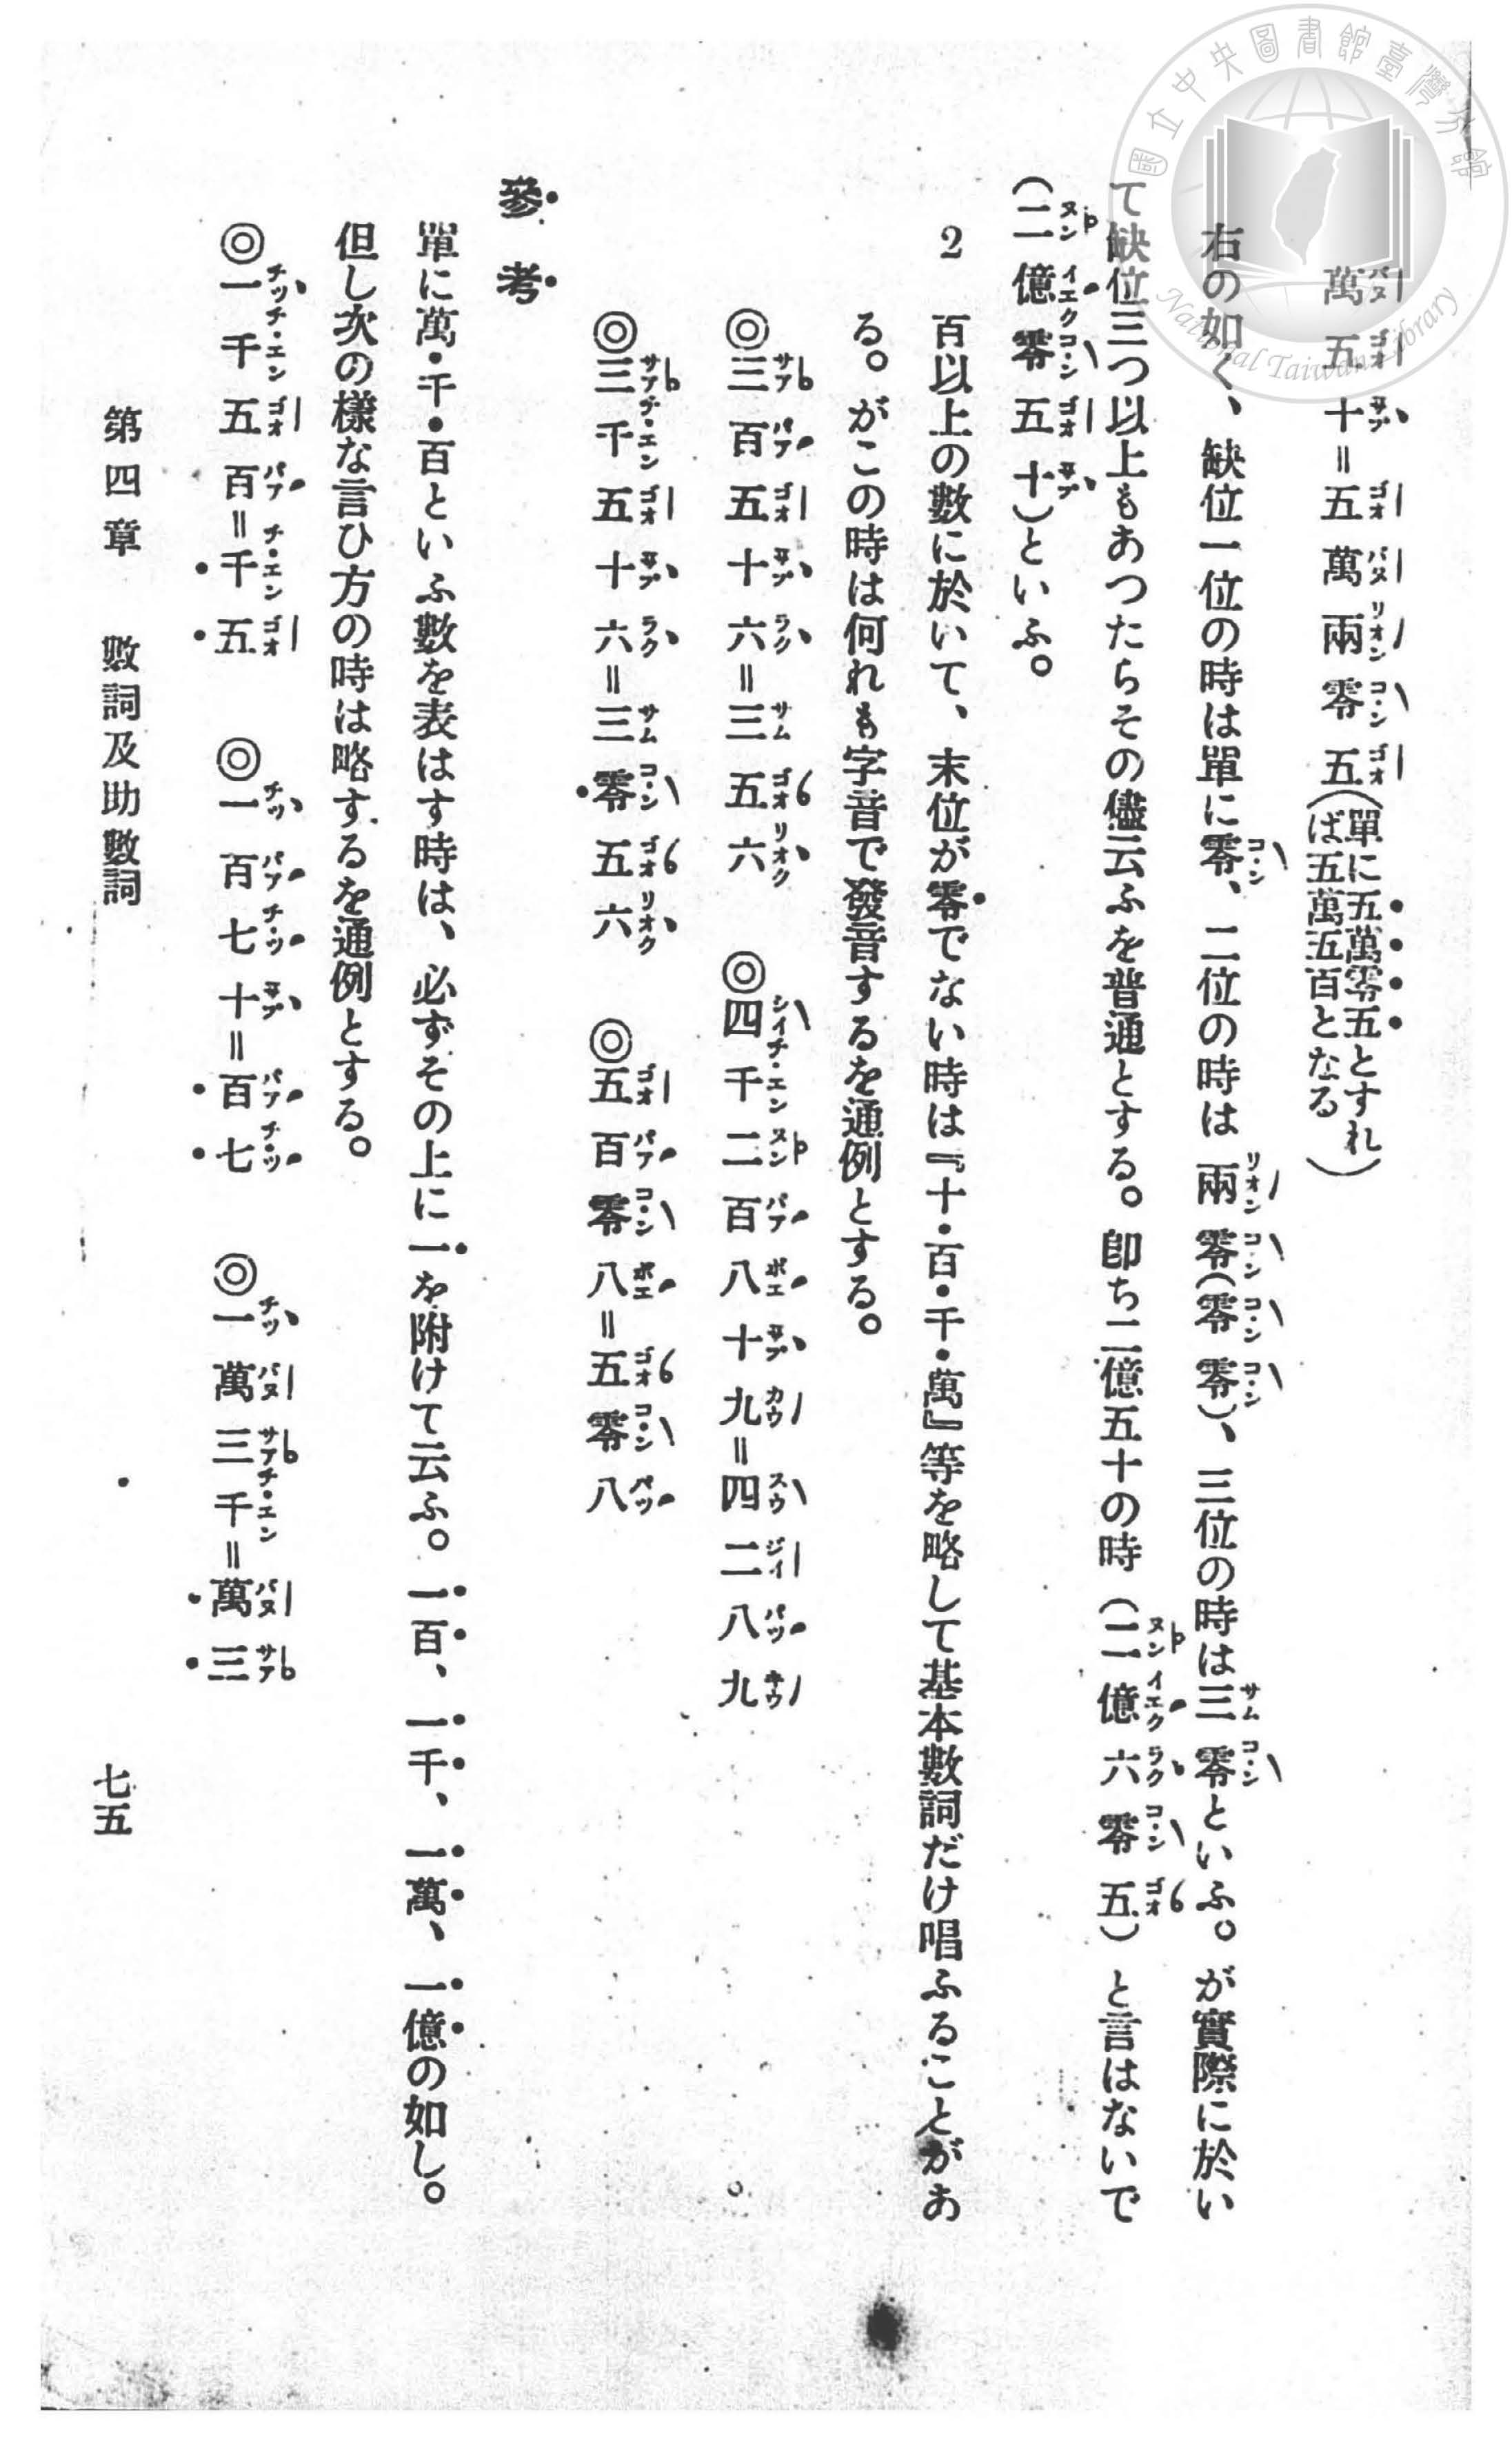 國立中央圖書館臺灣分館
National Taiwan Library
萬五十=五萬兩零五(單に五萬零五とすれば五萬五百となる)
右の如く、缺位一位の時は單に零、二位の時は兩零(零零)、三位の時は三零といふ。が實際に於い
て缺位三つ以上もあつたらその儘云ふを普通とする。卽ち二億五十の時(二億六零五)と言はないで
(二億零五十)といふ。
2 百以上の數に於いて、末位が零でない時は『十・百・千・萬』等を略して基本數詞だけ唱ふることがあ
る。がこの時は何れも字音で發音するを通例とする。
◎三百五十六=三五六 ◎四千二百八十九=四二八九
◎三千五十六=三零五六 ◎五百零八=五零八
參考
單に萬・千・百といふ數を表はす時は、必ずその上に一を附けて云ふ。一百、一千、一萬、一億の如し。
但し次の樣な言ひ方の時は略するを通例とする。
◎一千五百=千五 ◎一百七十=百七 ◎一萬三千=萬三
第四章 數詞及助數詞
七五